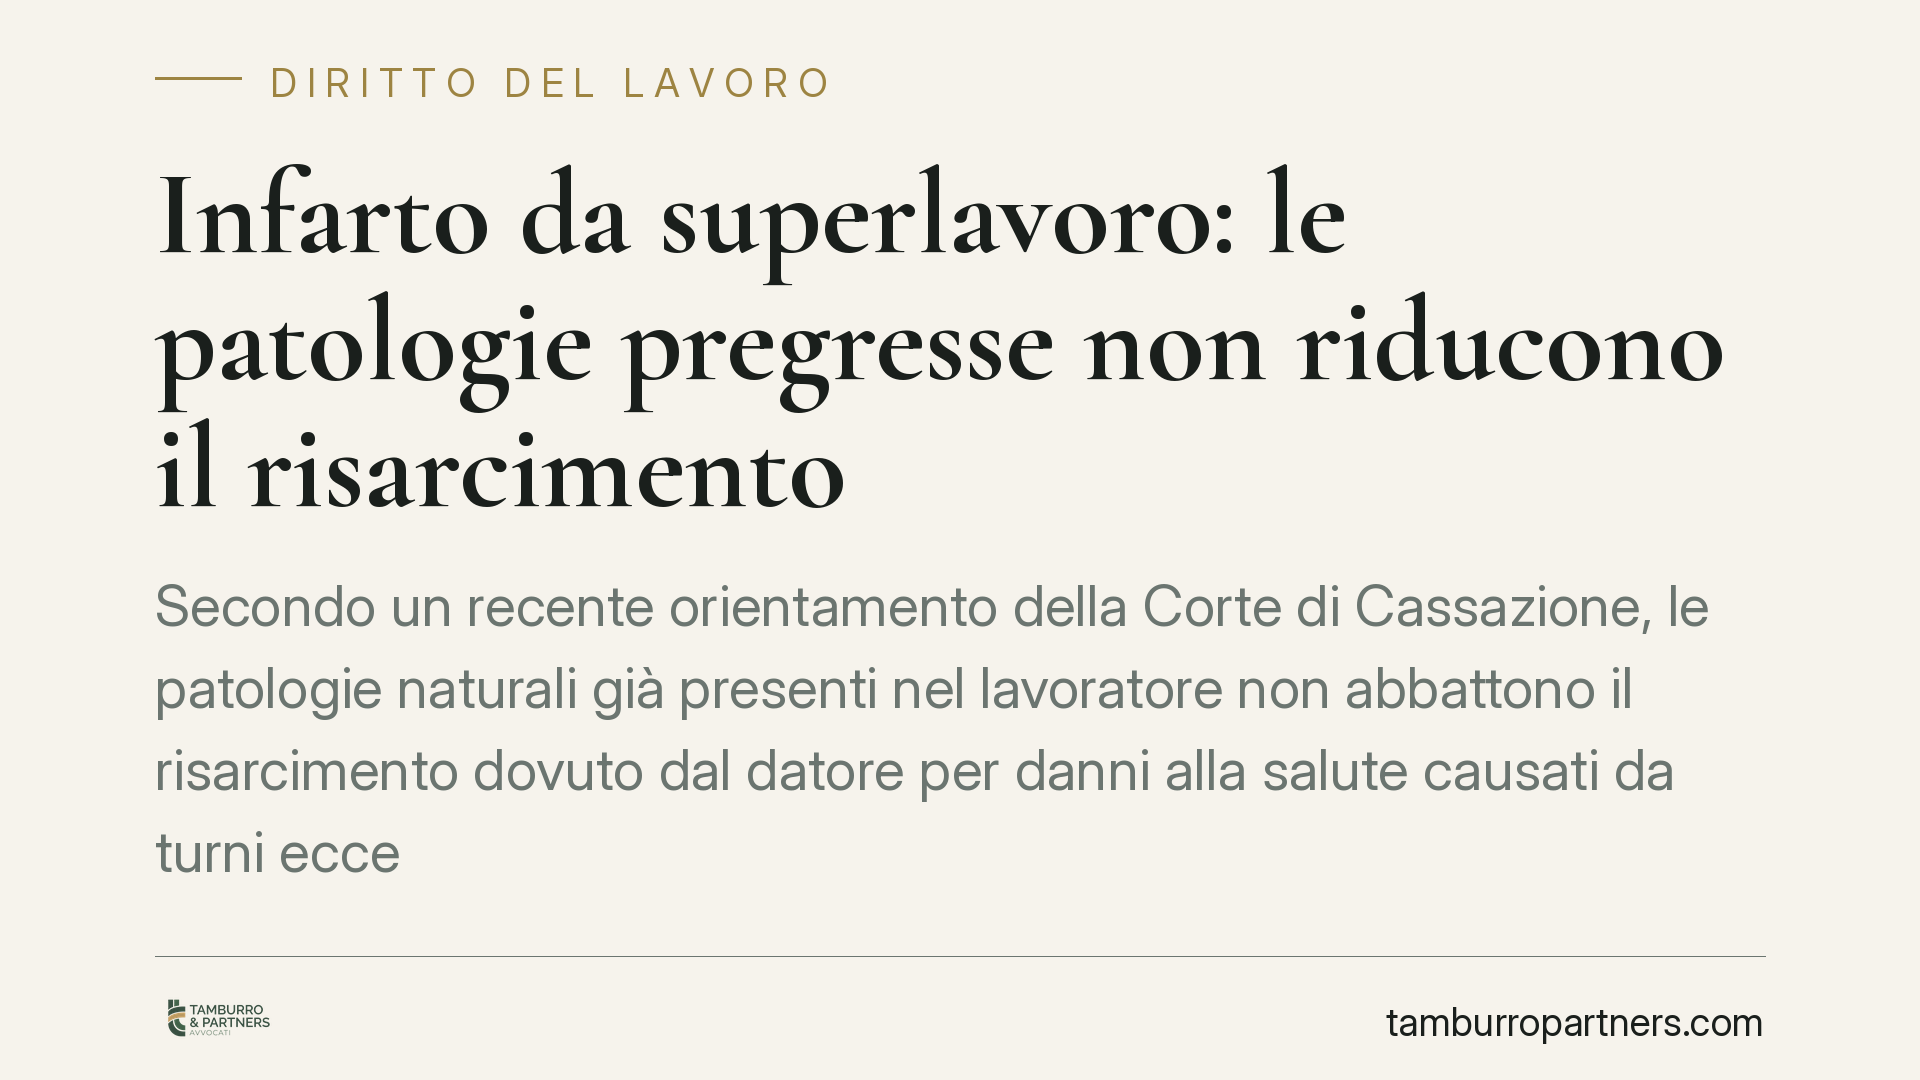 DIRITTO DEL LAVORO
Infarto da superlavoro: le
patologie pregresse non riducono
il risarcimento
Secondo un recente orientamento della Corte di Cassazione, le
patologie naturali già presenti nel lavoratore non abbattono il
risarcimento dovuto dal datore per danni alla salute causati da
turni ecce
TAMBURRO
& PARTNERS
AVVOCATI
tamburropartners.com